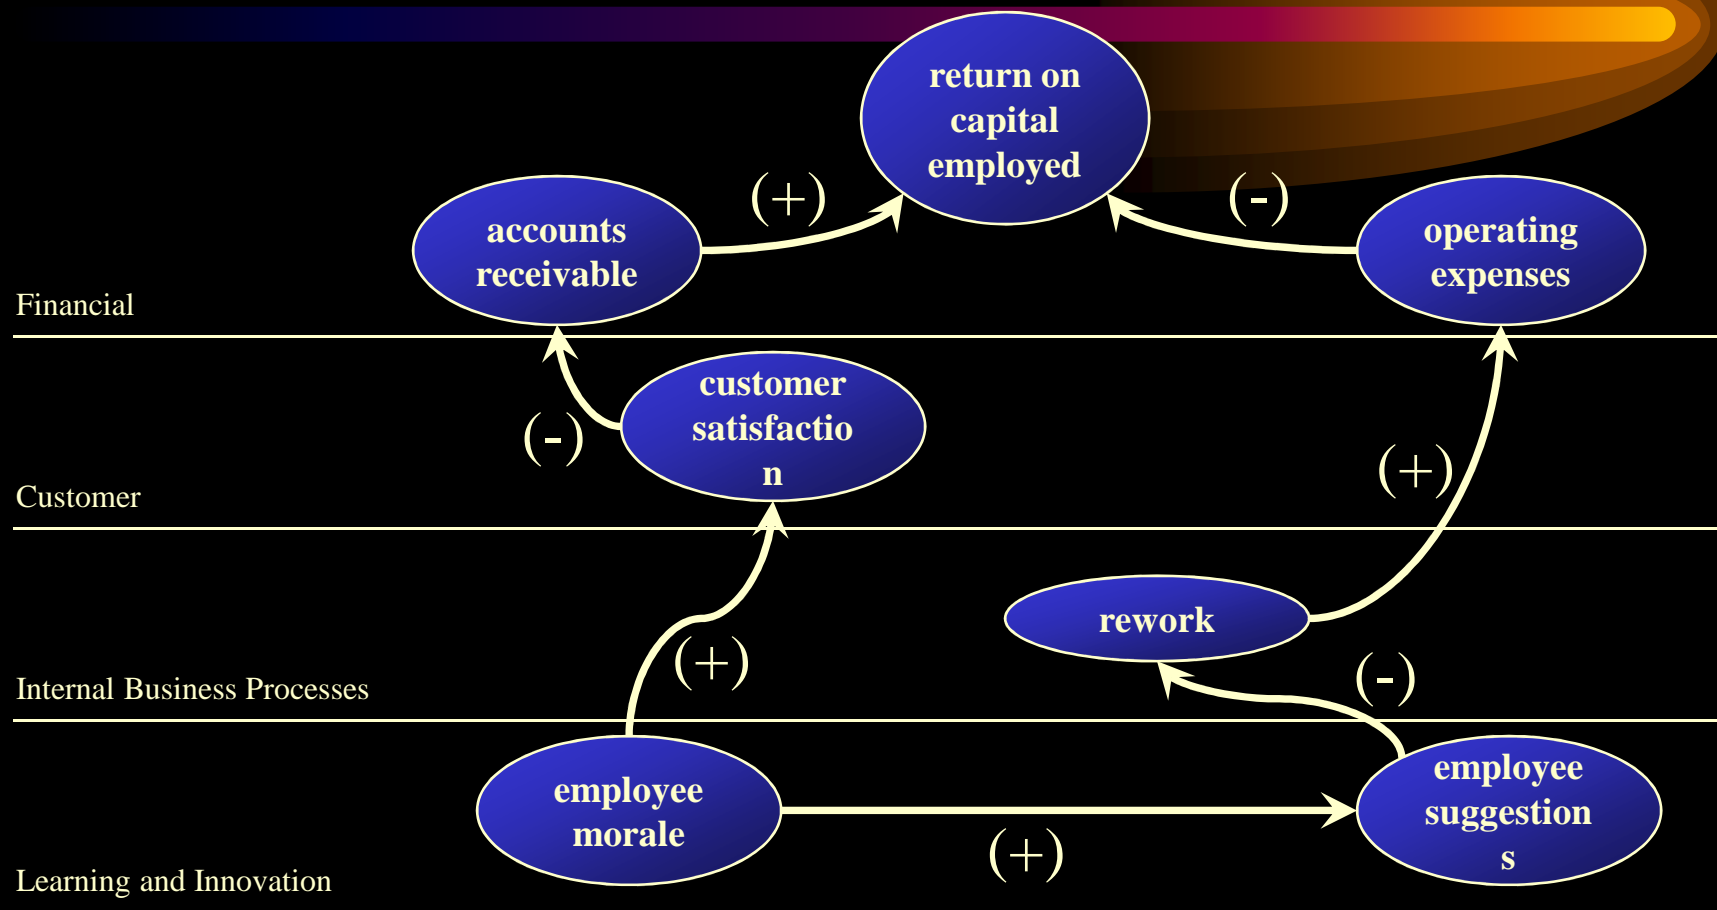 return on
capital
employed
(+)
(-)
accounts
receivable
operating
expenses
Financial
customer
satisfactio
n
(-)
(+)
Customer
rework
(+)
(-)
Internal Business Processes
employee
morale
(+)
employee
suggestion
s
Learning and Innovation